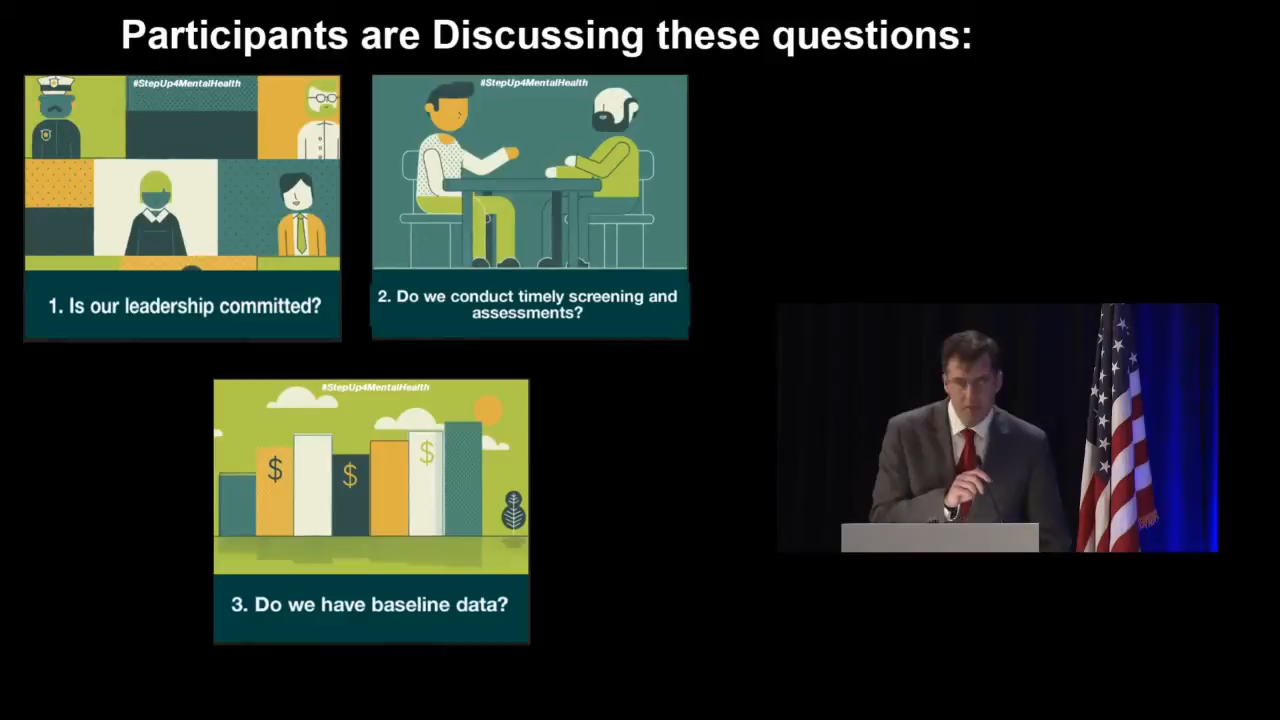 Participants are Discussing these questions:
#StepUp4MentalHealth
#StepUp4MentalHealth
1. Is our leadership committed?
2. Do we conduct timely screening and
assessments?
#StepUp4MentalHealth
$
$
$
3. Do we have baseline data?